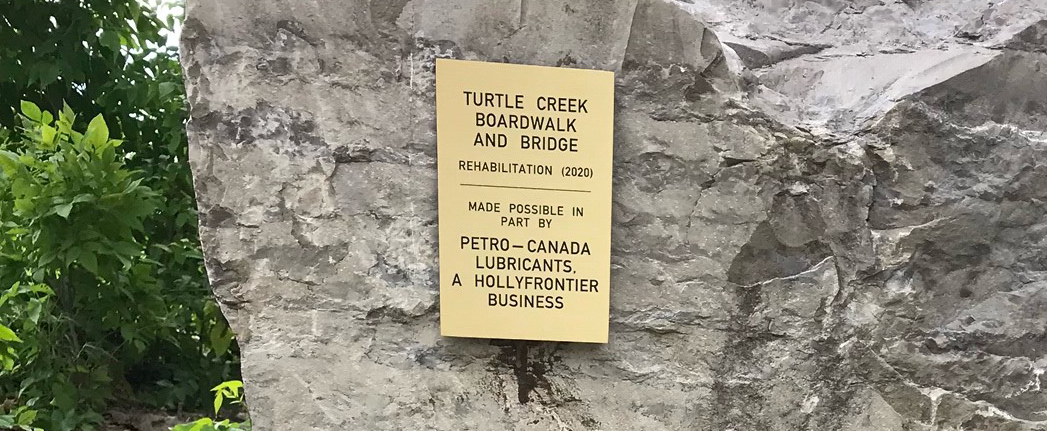 TURTLE CREEK
BOARDWALK
AND BRIDGE
REHABILITATION (2020)
MADE POSSIBLE IN
PART BY
PETRO-CANADA
LUBRICANTS,
A HOLLYFRONTIER
BUSINESS